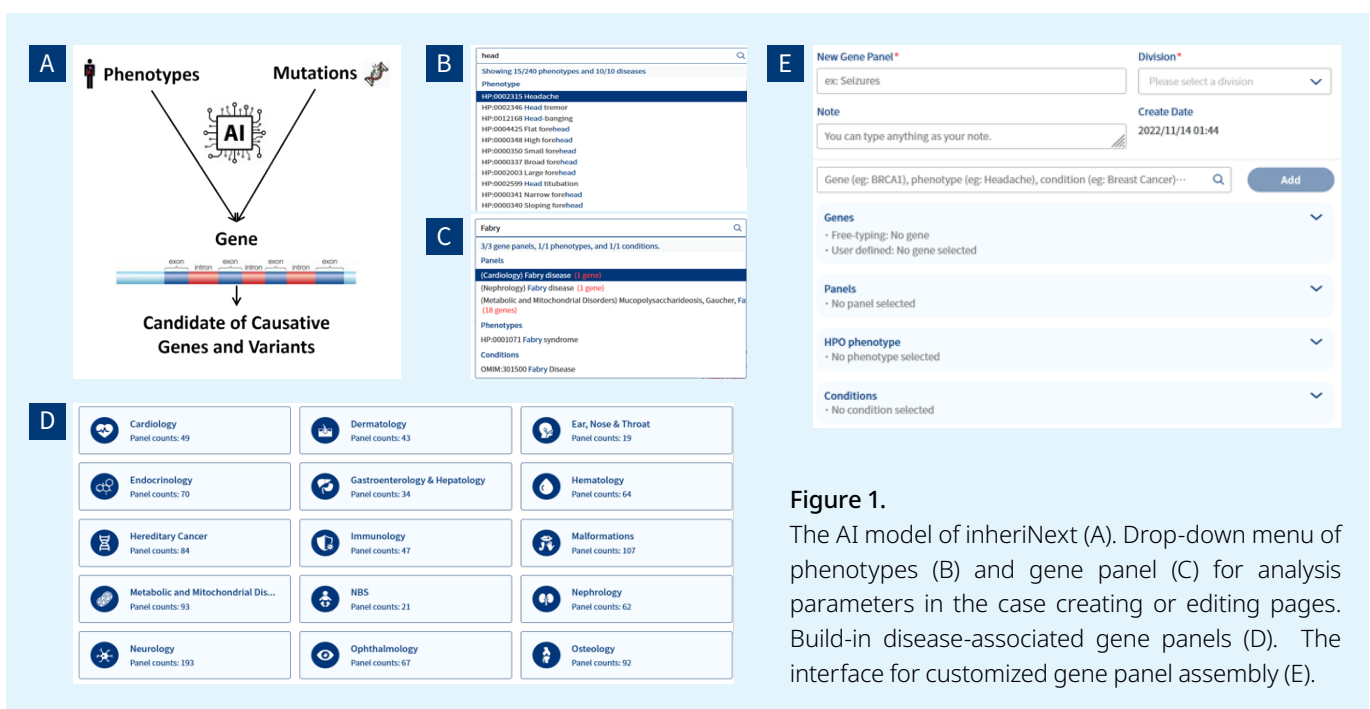 A
Phenotypes
Mutations
AI
Gene
exon
intron
exon
intron
exon
intron
exon
Candidate of Causative
Genes and Variants
B
head
Showing 15/240 phenotypes and 10/10 diseases
Phenotype
HP:0002315 Headache
HP:0002346 Head tremor
HP:0012168 Head-banging
HP:0004425 Flat forehead
HP:0000348 High forehead
HP:0000350 Small forehead
HP:0000337 Broad forehead
HP:0002003 Large forehead
HP:0002599 Head titubation
HP:0000341 Narrow forehead
HP:0000340 Sloping forehead
C
Fabry
3/3 gene panels, 1/1 phenotypes, and 1/1 conditions.
Panels
(Cardiology) Fabry disease (1 gene)
(Nephrology) Fabry disease (1 gene)
(Metabolic and Mitochondrial Disorders) Mucopolysaccharideosis, Gaucher, Fa
(18 genes)
Phenotypes
HP:0001071 Fabry syndrome
Conditions
OMIM:301500 Fabry Disease
D
Cardiology
Panel counts: 49
Dermatology
Panel counts: 43
Ear, Nose & Throat
Panel counts: 19
Endocrinology
Panel counts: 70
Gastroenterology & Hepatology
Panel counts: 34
Hematology
Panel counts: 64
Hereditary Cancer
Panel counts: 84
Immunology
Panel counts: 47
Malformations
Panel counts: 107
Metabolic and Mitochondrial Dis...
Panel counts: 93
NBS
Panel counts: 21
Nephrology
Panel counts: 62
Neurology
Panel counts: 193
Ophthalmology
Panel counts: 67
Osteology
Panel counts: 92
E
New Gene Panel*
Division*
ex: Seizures
Please select a division
Note
Create Date
You can type anything as your note.
2022/11/14 01:44
Gene (eg: BRCA1), phenotype (eg: Headache), condition (eg: Breast Cancer)···
Add
Genes
· Free-typing: No gene
· User defined: No gene selected
Panels
· No panel selected
HPO phenotype
· No phenotype selected
Conditions
· No condition selected
Figure 1.
The AI model of inheriNext (A). Drop-down menu of
phenotypes (B) and gene panel (C) for analysis
parameters in the case creating or editing pages.
Build-in disease-associated gene panels (D). The
interface for customized gene panel assembly (E).